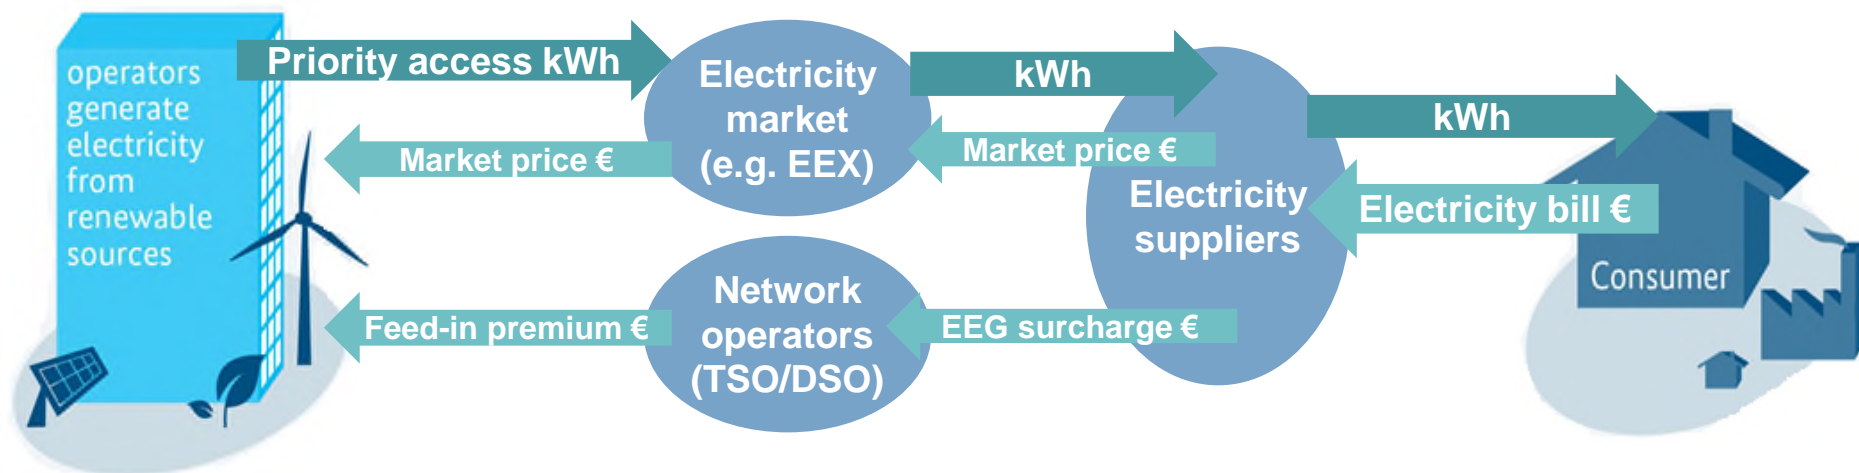 operators
generate
electricity
from
renewable
sources
Priority access kWh
Market price €
Feed-in premium €
Electricity
market
(e.g. EEX)
Network
operators
(TSO/DSO)
kWh
Market price €
EEG surcharge €
Electricity
suppliers
kWh
Electricity bill €
Consumer